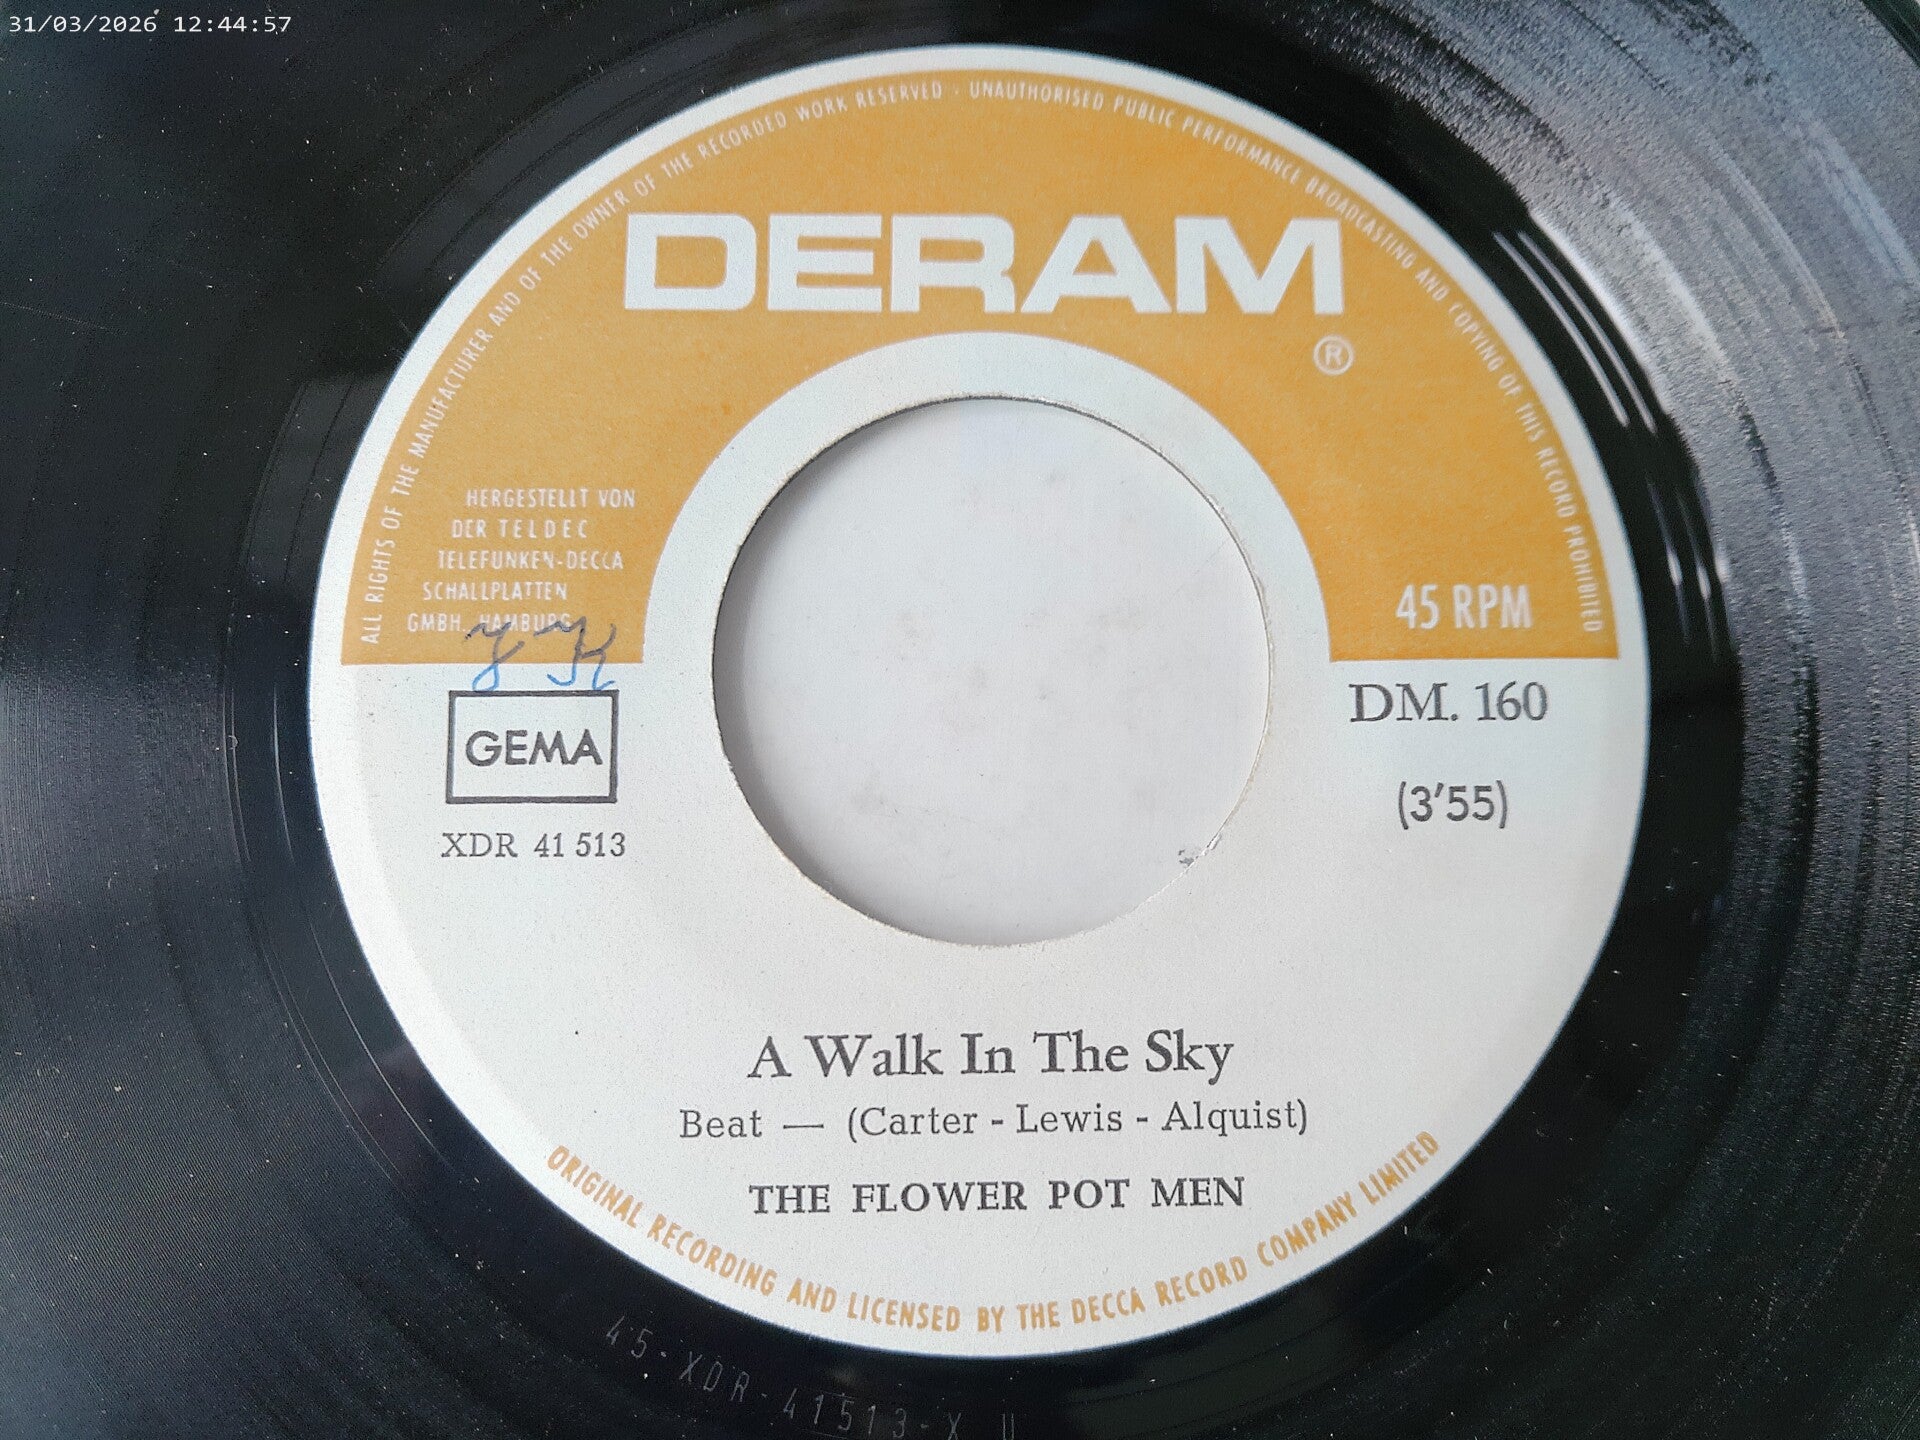 31/03/2026 12:44:57
ALL RIGHTS OF THE MANUFACTURER AND OF THE OWNER OF THE RECORDED WORK RESERVED · UNAUTHORISED PUBLIC PERFORMANCE BROADCASTING AND COPYING OF THIS RECORD PROHIBITED
DERAM
®
HERGESTELLT VON
DER TELDEC
TELEFUNKEN-DECCA
SCHALLPLATTEN
GMBH. HAMBURG
45 RPM
GEMA
DM. 160
(3'55)
XDR 41 513
A Walk In The Sky
Beat — (Carter - Lewis - Alquist)
THE FLOWER POT MEN
ORIGINAL RECORDING AND LICENSED BY THE DECCA RECORD COMPANY LIMITED
45-XDR-41513-X